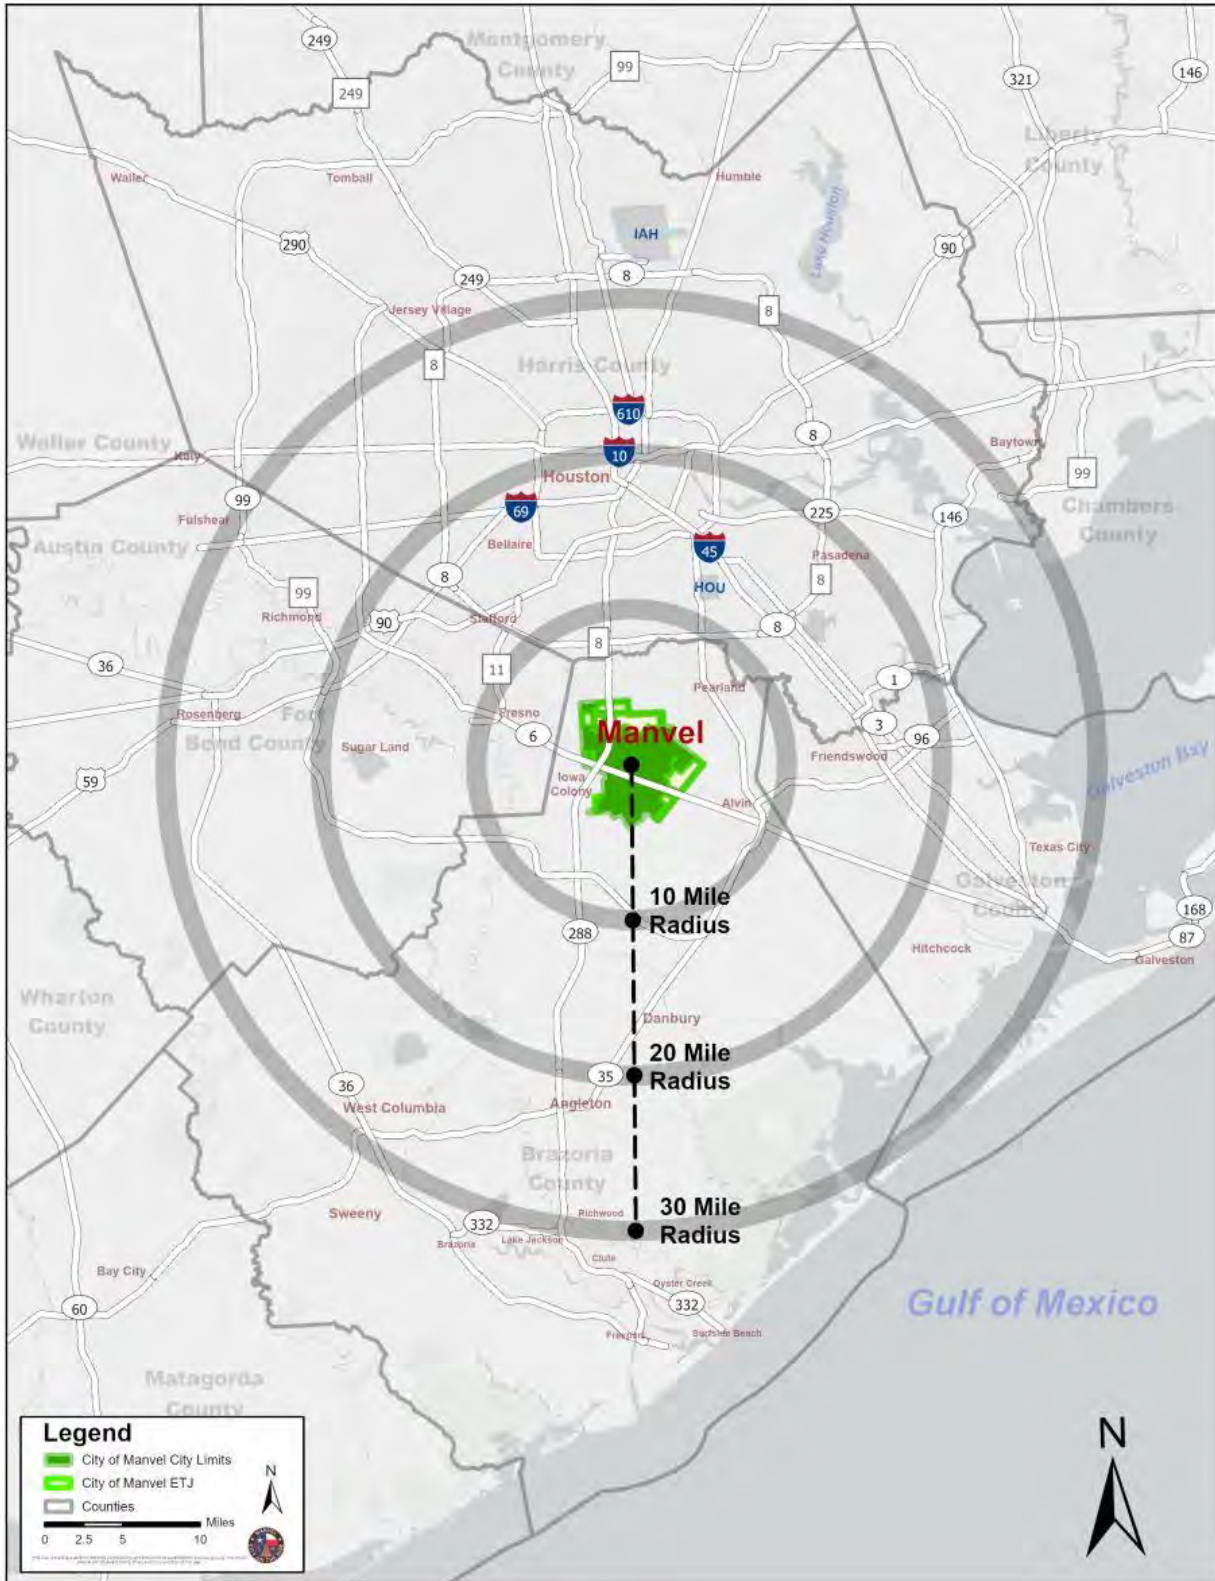 249
Montgomery
County
99
249
321
146
Liberty
County
Waller
Tomball
Humble
Lake Houston
IAH
290
249
8
90
Jersey Village
8
8
Harris County
610
Waller County
Katy
10
8
Baytown
99
99
Houston
Fulshear
69
225
146
Chambers
County
Austin County
Bellaire
45
Pasadena
8
HOU
8
99
Richmond
90
Stafford
8
8
36
11
1
Pearland
Rosenberg
Fort
Bend County
Fresno
6
Manvel
3
96
Sugar Land
Friendswood
59
Iowa
Colony
Alvin
Galveston Bay
Texas City
10 Mile
Radius
Galveston
County
168
87
288
Hitchcock
Galveston
Wharton
County
Danbury
20 Mile
Radius
36
35
West Columbia
Angleton
Brazoria
County
30 Mile
Radius
Sweeny
Richwood
332
Brazoria
Lake Jackson
Clute
Bay City
Oyster Creek
60
332
Gulf of Mexico
Freeport
Surfside Beach
Matagorda
County
Legend
City of Manvel City Limits
City of Manvel ETJ
Counties
N
Miles
0 2.5 5 10
N